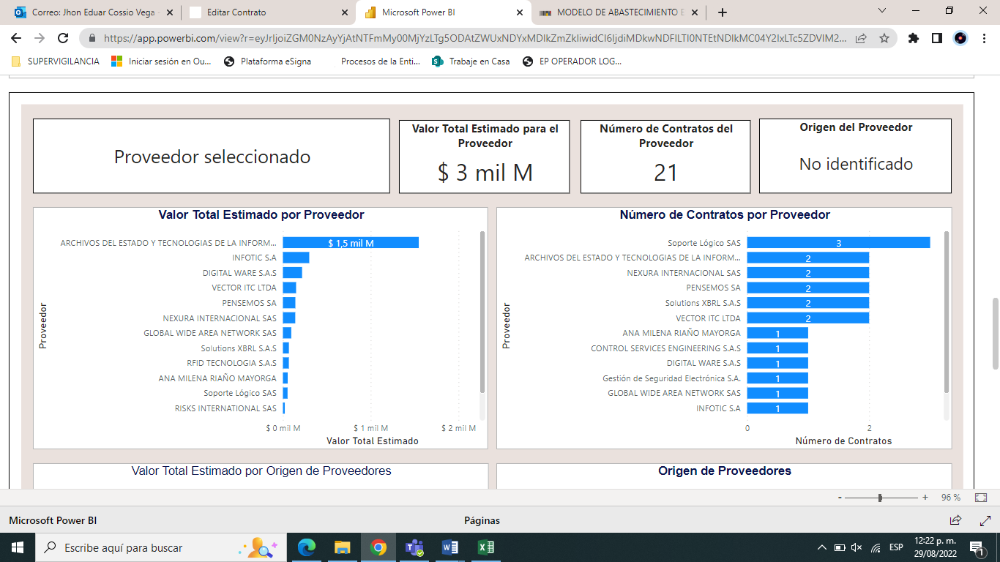 Correo: Jhon Eduar Cossio Vega
Editar Contrato
Microsoft Power BI
MODELO DE ABASTECIMIENTO E
SUPERVIGILANCIA
Iniciar sesión en Ou...
Plataforma eSigna
Procesos de la Enti...
Trabaje en Casa
EP OPERADOR LOG...
Proveedor seleccionado
Valor Total Estimado para el
Proveedor
$ 3 mil M
Número de Contratos del
Proveedor
21
Origen del Proveedor
No identificado
Valor Total Estimado por Proveedor
Proveedor
ARCHIVOS DEL ESTADO Y TECNOLOGIAS DE LA INFORM...
$ 1,5 mil M
INFOTIC S.A
DIGITAL WARE S.A.S
VECTOR ITC LTDA
PENSEMOS SA
NEXURA INTERNACIONAL SAS
GLOBAL WIDE AREA NETWORK SAS
Solutions XBRL S.A.S
RFID TECNOLOGIA S.A.S
ANA MILENA RIAÑO MAYORGA
Soporte Lógico SAS
RISKS INTERNATIONAL SAS
$ 0 mil M $ 1 mil M $ 2 mil M
Valor Total Estimado
Número de Contratos por Proveedor
Proveedor
Soporte Lógico SAS 3
ARCHIVOS DEL ESTADO Y TECNOLOGIAS DE LA INFORM... 2
NEXURA INTERNACIONAL SAS 2
PENSEMOS SA 2
Solutions XBRL S.A.S 2
VECTOR ITC LTDA 2
ANA MILENA RIAÑO MAYORGA 1
CONTROL SERVICES ENGINEERING S.A.S 1
DIGITAL WARE S.A.S 1
Gestión de Seguridad Electrónica S.A. 1
GLOBAL WIDE AREA NETWORK SAS 1
INFOTIC S.A 1
0 2
Número de Contratos
Valor Total Estimado por Origen de Proveedores
Origen de Proveedores
- + 96 %
Microsoft Power BI
Páginas
Escribe aquí para buscar
ESP
12:22 p. m.
29/08/2022
1